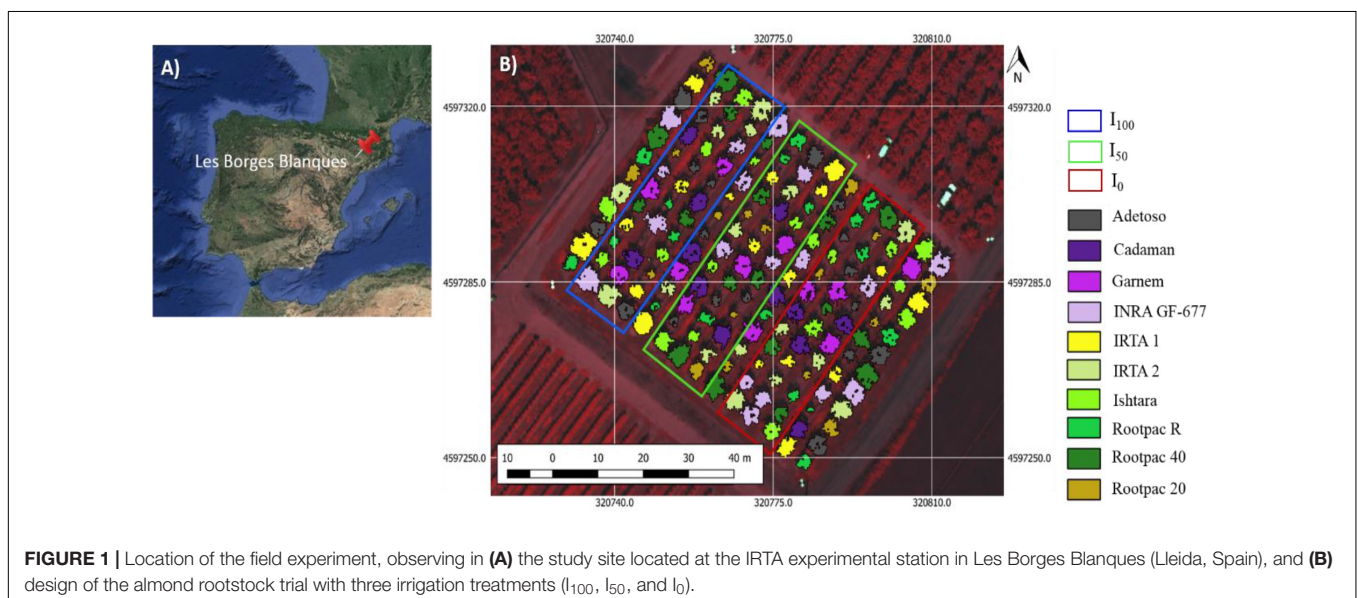 A)
Les Borges Blanques
B)
320740.0 320775.0 320810.0
N
4597320.0 4597320.0
4597285.0 4597285.0
4597250.0 4597250.0
10 0 10 20 30 40 m
320740.0 320775.0 320810.0
I100
I50
I0
Adetoso
Cadaman
Garnem
INRA GF-677
IRTA 1
IRTA 2
Ishtara
Rootpac R
Rootpac 40
Rootpac 20
FIGURE 1 | Location of the field experiment, observing in (A) the study site located at the IRTA experimental station in Les Borges Blanques (Lleida, Spain), and (B)
design of the almond rootstock trial with three irrigation treatments (I100, I50, and I0).